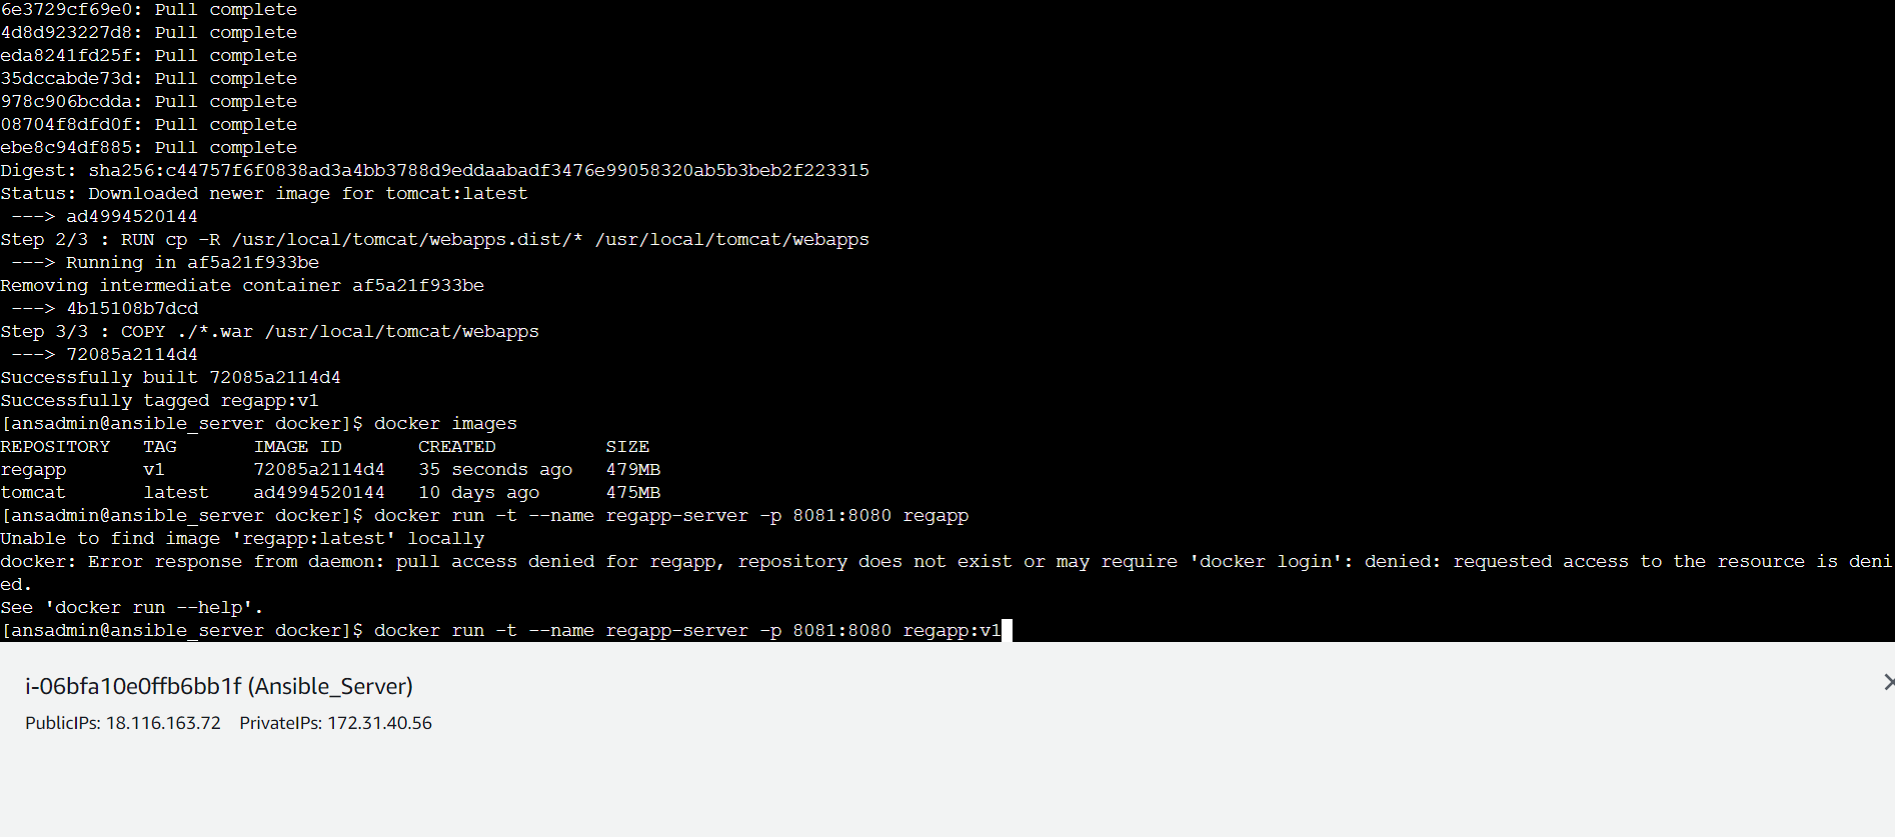 6e3729cf69e0: Pull complete
4d8d923227d8: Pull complete
eda8241fd25f: Pull complete
35dccabde73d: Pull complete
978c906bcdda: Pull complete
08704f8dfd0f: Pull complete
ebe8c94df885: Pull complete
Digest: sha256:c44757f6f0838ad3a4bb3788d9eddaabadf3476e99058320ab5b3beb2f223315
Status: Downloaded newer image for tomcat:latest
 ---> ad4994520144
Step 2/3 : RUN cp -R /usr/local/tomcat/webapps.dist/* /usr/local/tomcat/webapps
 ---> Running in af5a21f933be
Removing intermediate container af5a21f933be
 ---> 4b15108b7dcd
Step 3/3 : COPY ./*.war /usr/local/tomcat/webapps
 ---> 72085a2114d4
Successfully built 72085a2114d4
Successfully tagged regapp:v1
[ansadmin@ansible_server docker]$ docker images
REPOSITORY   TAG       IMAGE ID       CREATED          SIZE
regapp       v1        72085a2114d4   35 seconds ago   479MB
tomcat       latest    ad4994520144   10 days ago      475MB
[ansadmin@ansible_server docker]$ docker run -t --name regapp-server -p 8081:8080 regapp
Unable to find image 'regapp:latest' locally
docker: Error response from daemon: pull access denied for regapp, repository does not exist or may require 'docker login': denied: requested access to the resource is deni
ed.
See 'docker run --help'.
[ansadmin@ansible_server docker]$ docker run -t --name regapp-server -p 8081:8080 regapp:v1
i-06bfa10e0ffb6bb1f (Ansible_Server)
PublicIPs: 18.116.163.72   PrivateIPs: 172.31.40.56